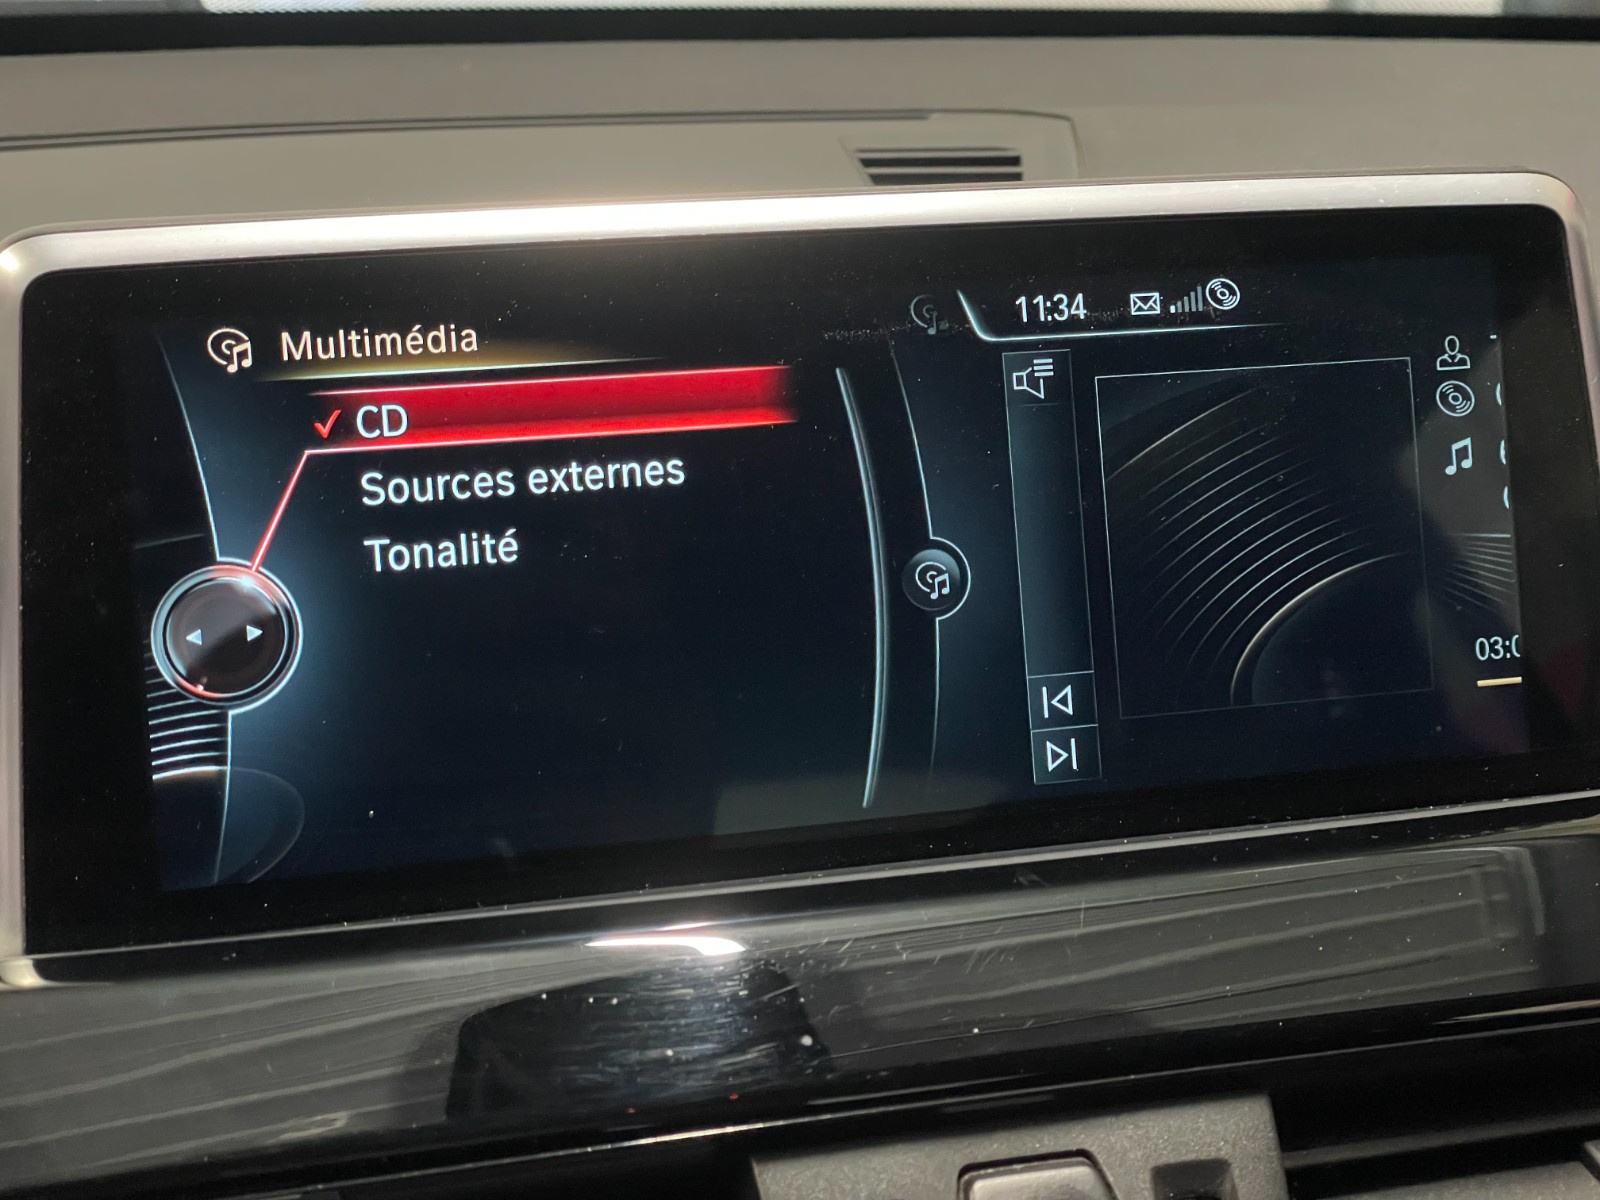 Multimédia
11:34
CD
Sources externes
Tonalité